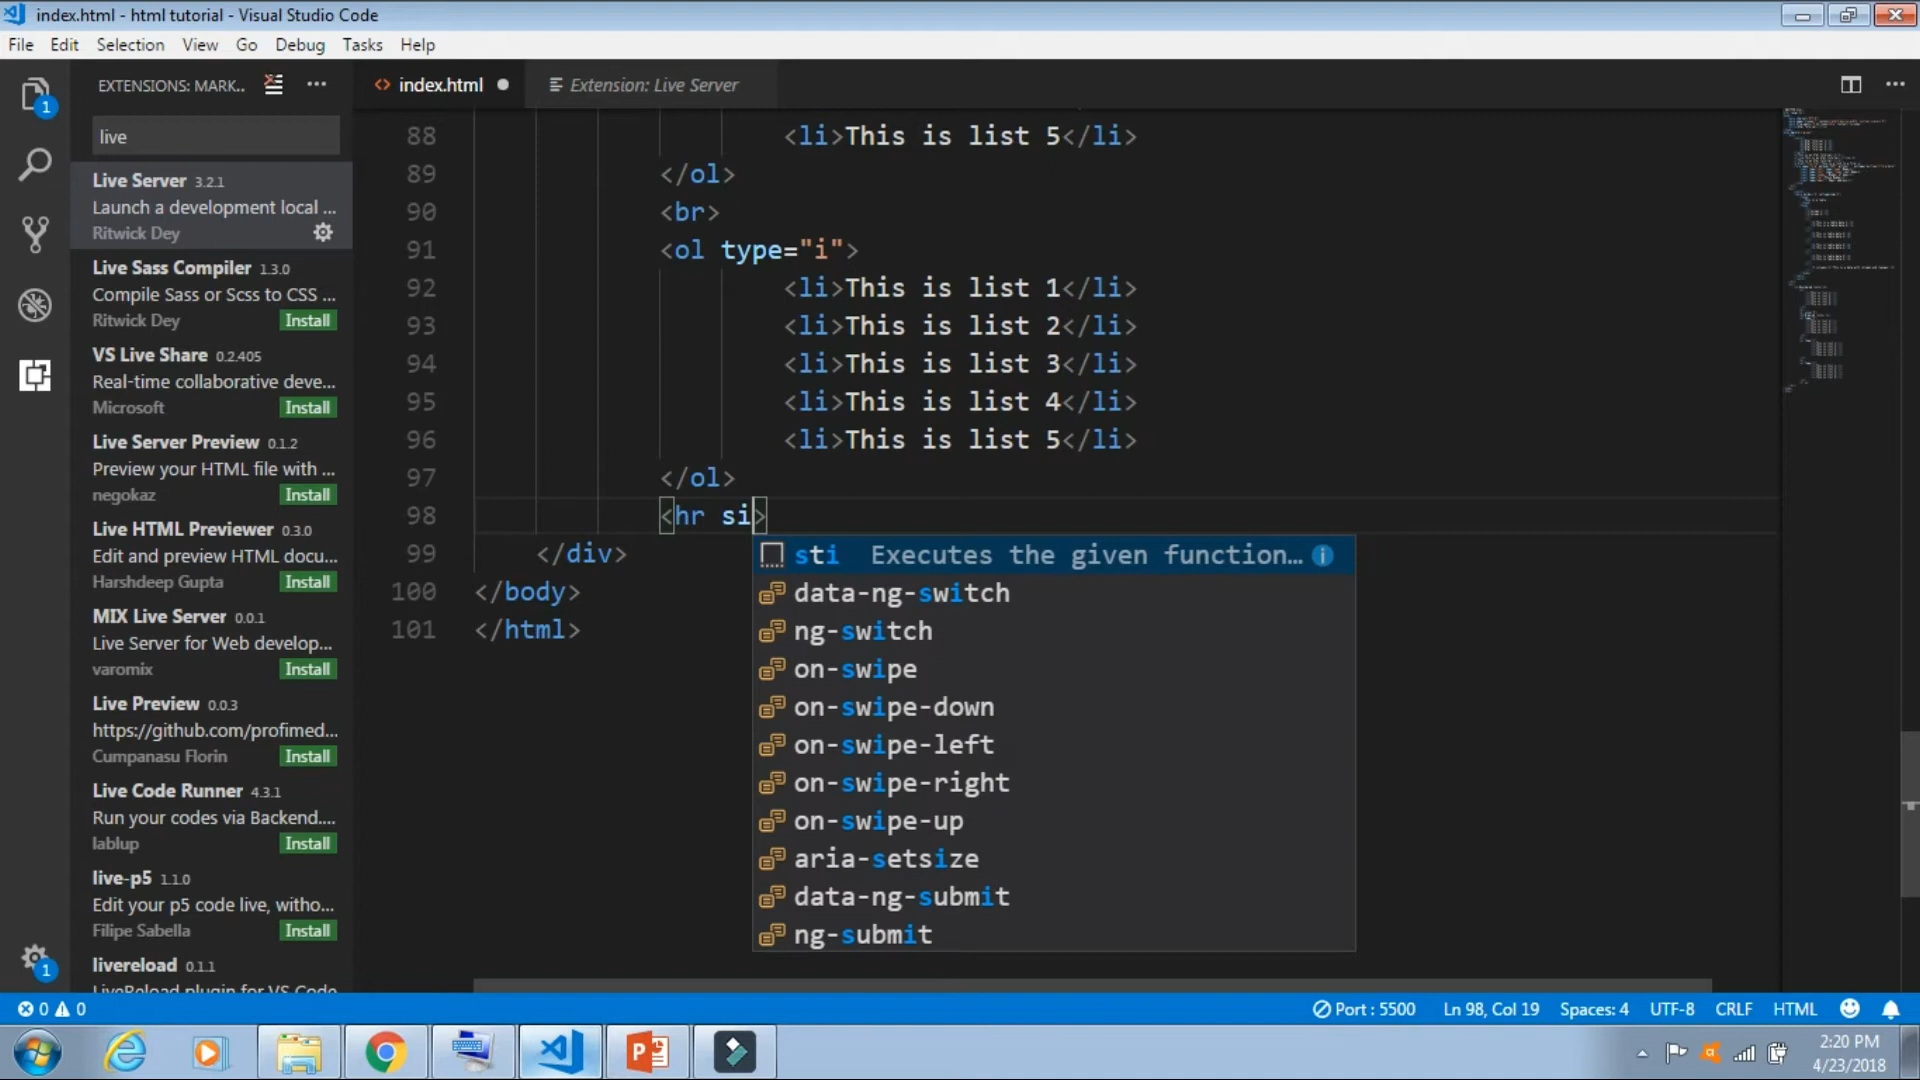 index.html - html tutorial - Visual Studio Code
File Edit Selection View Go Debug Tasks Help
EXTENSIONS: MARK...
index.html
Extension: Live Server
1
live
Live Server 3.2.1
Launch a development local ...
Ritwick Dey
Live Sass Compiler 1.3.0
Compile Sass or Scss to CSS ...
Ritwick Dey Install
VS Live Share 0.2.405
Real-time collaborative deve...
Microsoft Install
Live Server Preview 0.1.2
Preview your HTML file with ...
negokaz Install
Live HTML Previewer 0.3.0
Edit and preview HTML docu...
Harshdeep Gupta Install
MIX Live Server 0.0.1
Live Server for Web develop...
varomix Install
Live Preview 0.0.3
https://github.com/profimed...
Cumpanasu Florin Install
Live Code Runner 4.3.1
Run your codes via Backend....
lablup Install
live-p5 1.1.0
Edit your p5 code live, witho...
Filipe Sabella Install
livereload 0.1.1
LiveReload plugin for VS Code
1
88 <li>This is list 5</li>
89 </ol>
90 <br>
91 <ol type="i">
92 <li>This is list 1</li>
93 <li>This is list 2</li>
94 <li>This is list 3</li>
95 <li>This is list 4</li>
96 <li>This is list 5</li>
97 </ol>
98 <hr si>
99 </div>
100 </body>
101 </html>
sti Executes the given function...
data-ng-switch
ng-switch
on-swipe
on-swipe-down
on-swipe-left
on-swipe-right
on-swipe-up
aria-setsize
data-ng-submit
ng-submit
0 0
Port : 5500 Ln 98, Col 19 Spaces: 4 UTF-8 CRLF HTML
2:20 PM
4/23/2018